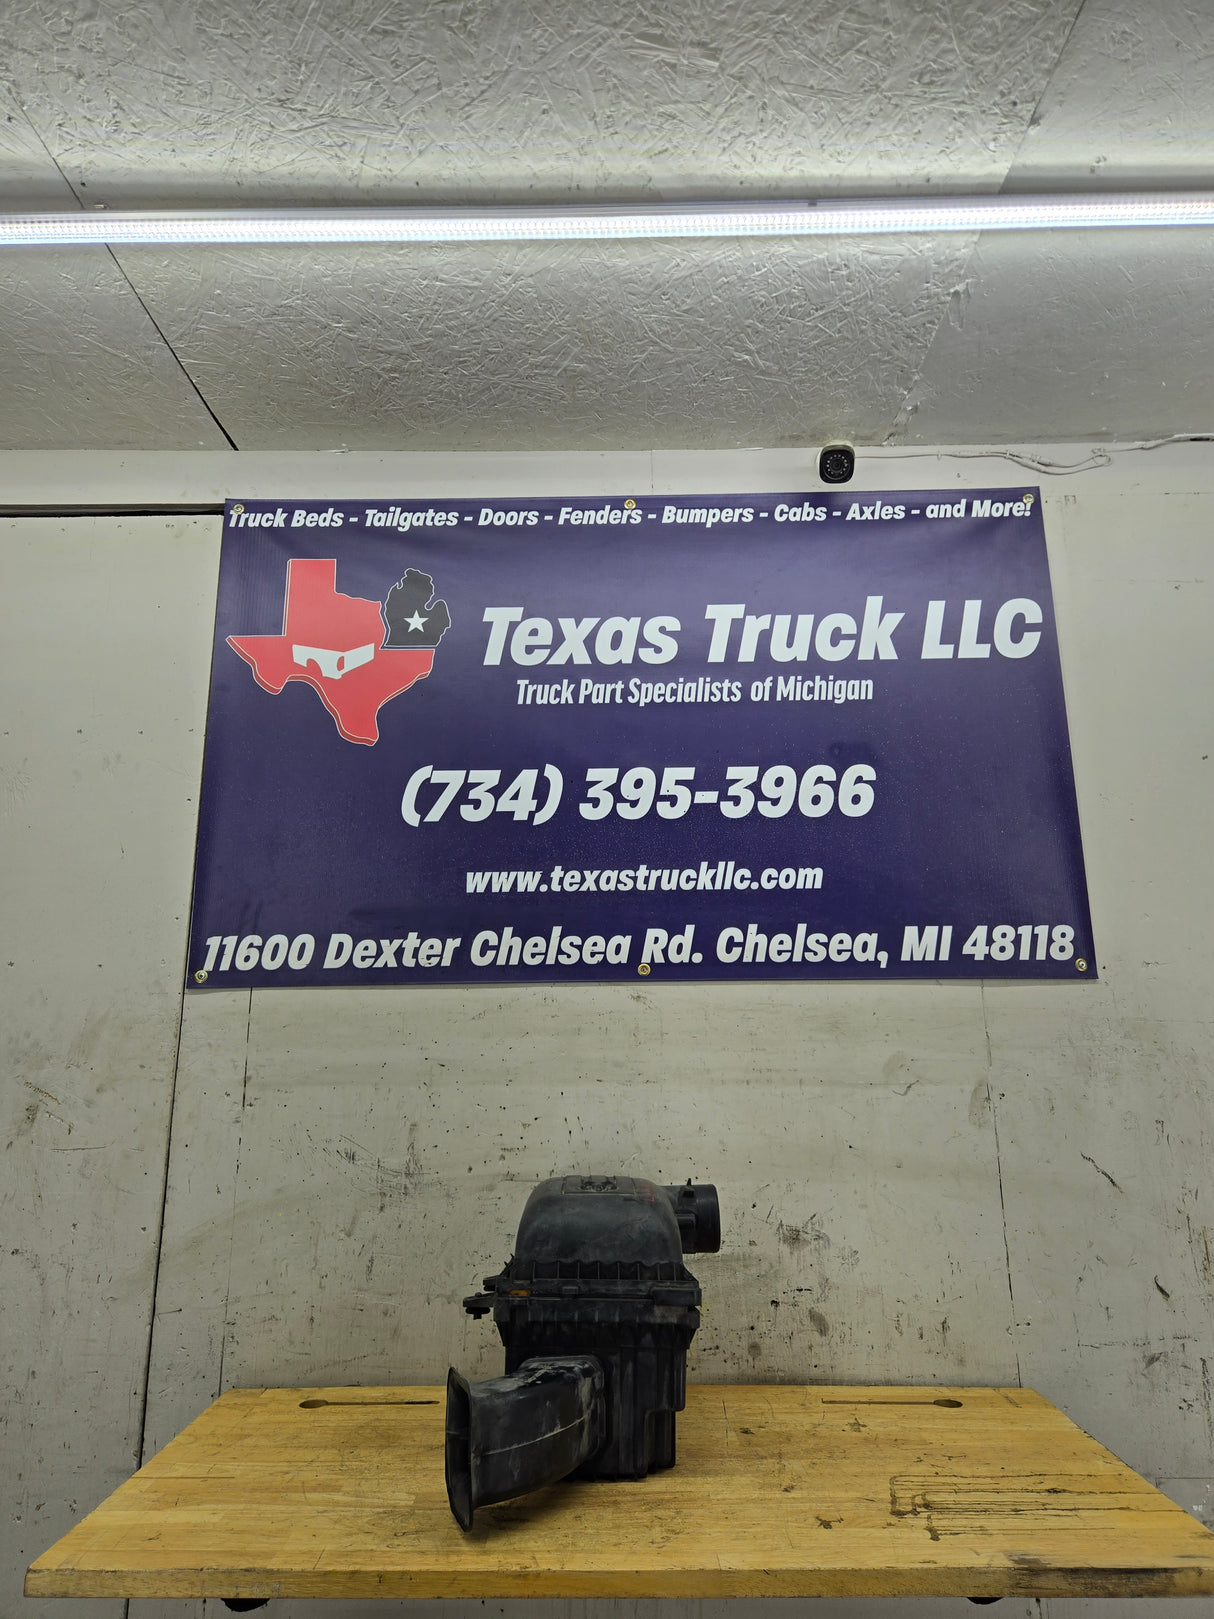 Truck Beds - Tailgates - Doors - Fenders - Bumpers - Cabs - Axles - and More!
Texas Truck LLC
Truck Part Specialists of Michigan
(734) 395-3966
www.texastruckllc.com
11600 Dexter Chelsea Rd. Chelsea, MI 48118